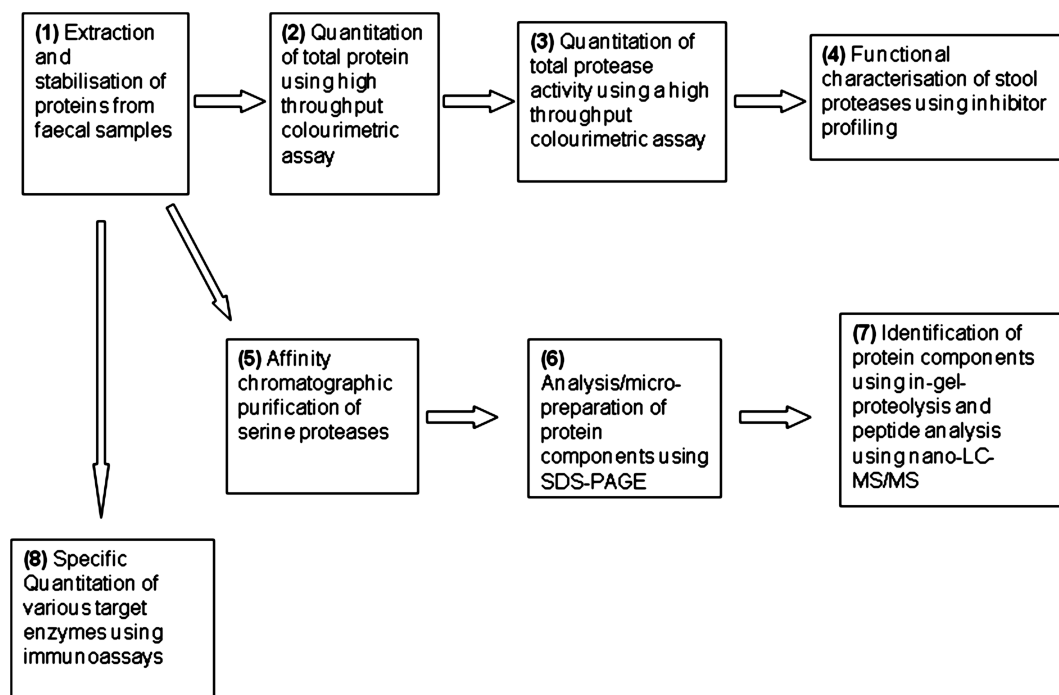 (1) Extraction
and
stabilisation of
proteins from
faecal samples
(2) Quantitation
of total protein
using high
throughput
colourimetric
assay
(3) Quantitation of
total protease
activity using a high
throughput
colourimetric assay
(4) Functional
characterisation of stool
proteases using inhibitor
profiling
(5) Affinity
chromatographic
purification of
serine proteases
(6)
Analysis/micro-
preparation of
protein
components using
SDS-PAGE
(7) Identification of
protein components
using in-gel-
proteolysis and
peptide analysis
using nano-LC-
MS/MS
(8) Specific
Quantitation of
various target
enzymes using
immunoassays